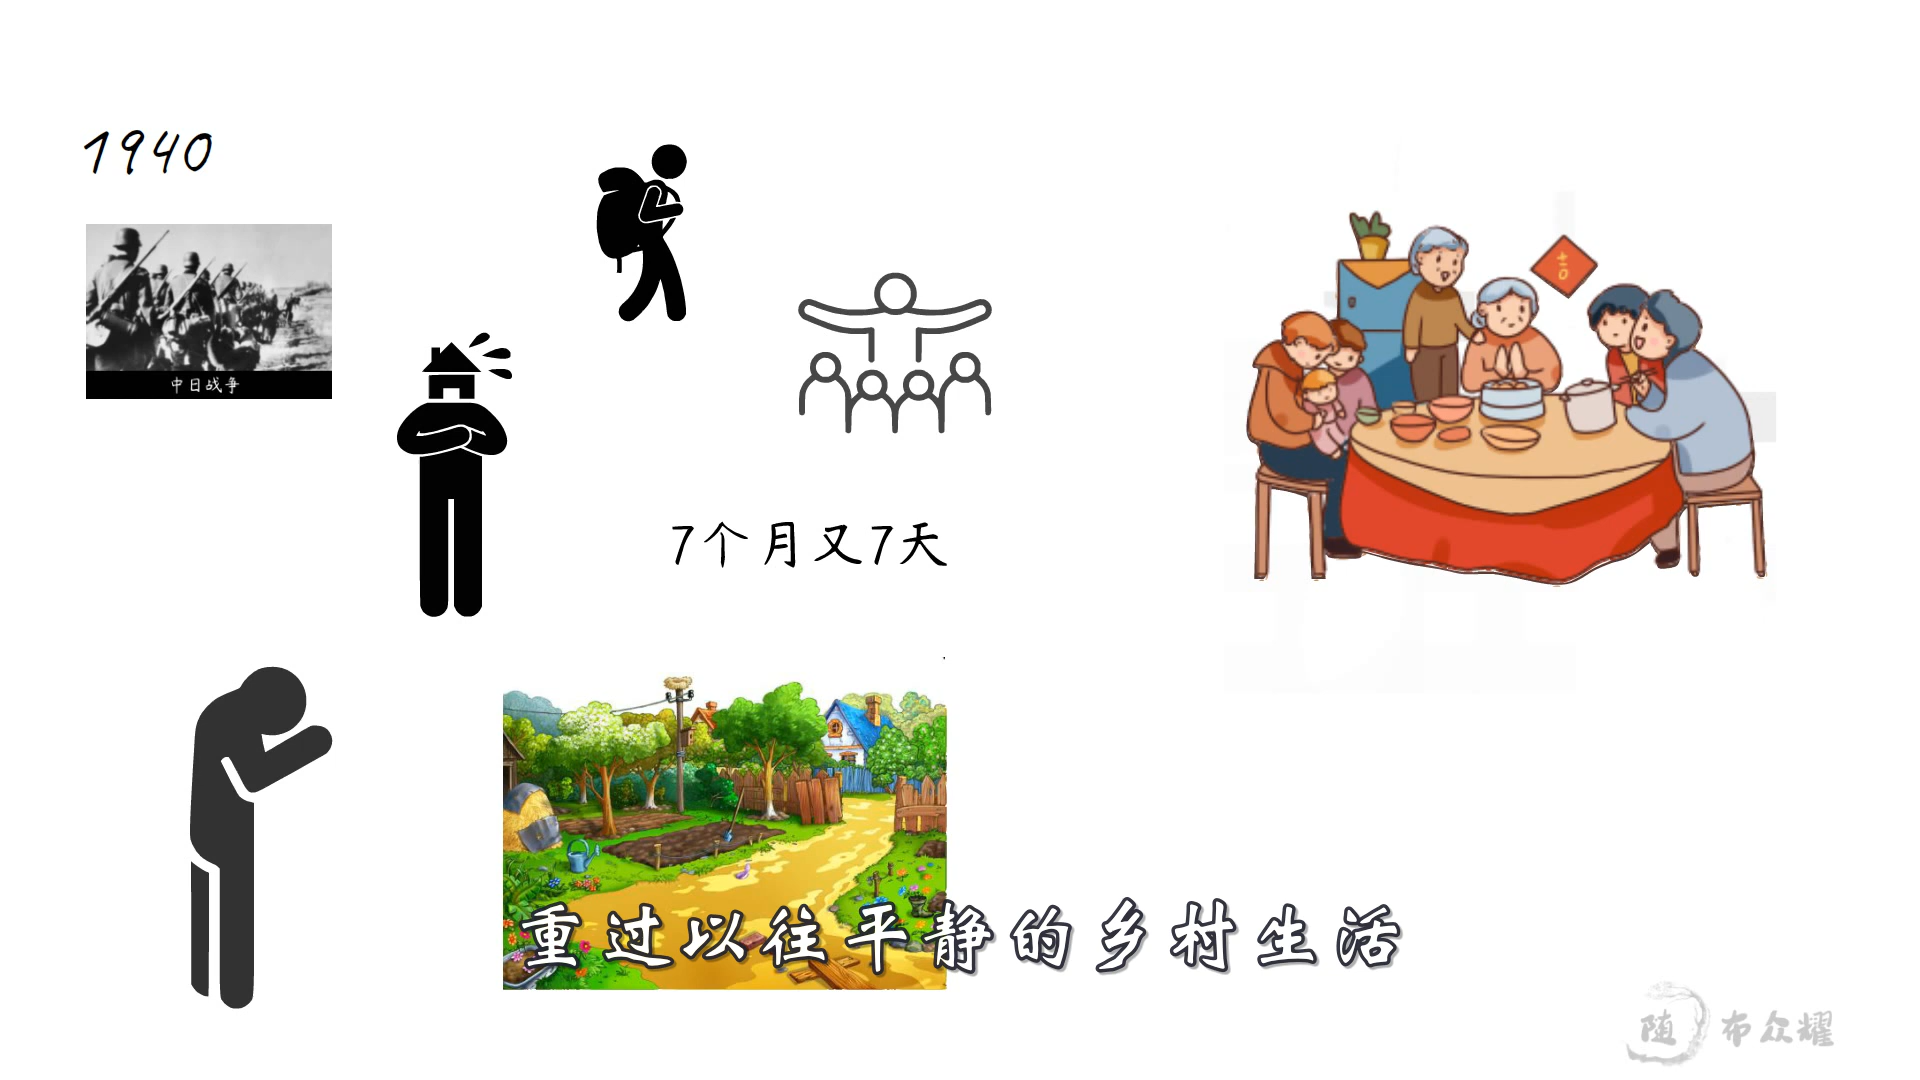 1940
中日战争
吉
7个月又7天
重过以往平静的乡村生活
随 布众耀